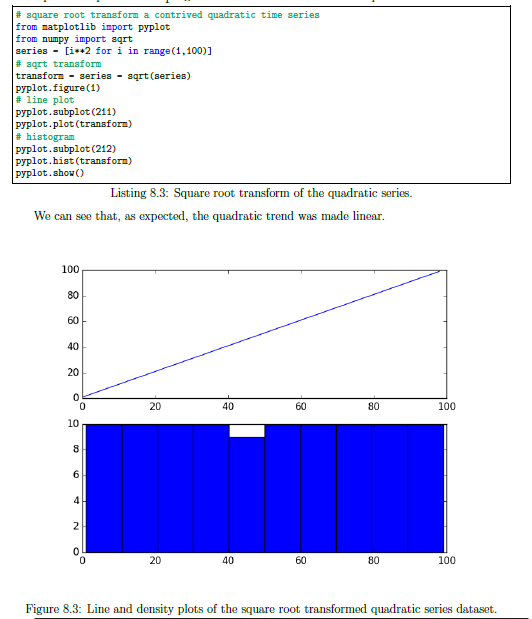 # square root transform a contrived quadratic time series
from matplotlib import pyplot
from numpy import sqrt
series = [i**2 for i in range(1,100)]
# sqrt transform
transform = series = sqrt(series)
pyplot.figure(1)
# line plot
pyplot.subplot(211)
pyplot.plot(transform)
# histogram
pyplot.subplot(212)
pyplot.hist(transform)
pyplot.show()
Listing 8.3: Square root transform of the quadratic series.
We can see that, as expected, the quadratic trend was made linear.
100
80
60
40
20
0
0 20 40 60 80 100
10
8
6
4
2
0
0 20 40 60 80 100
Figure 8.3: Line and density plots of the square root transformed quadratic series dataset.